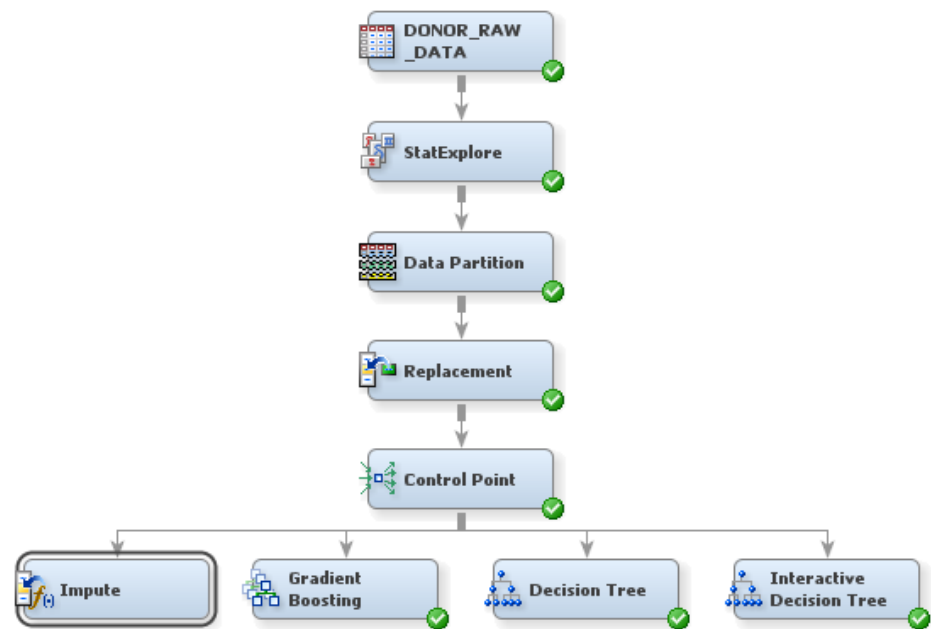 DONOR_RAW
_DATA
StatExplore
Data Partition
Replacement
Control Point
Impute
Gradient
Boosting
Decision Tree
Interactive
Decision Tree